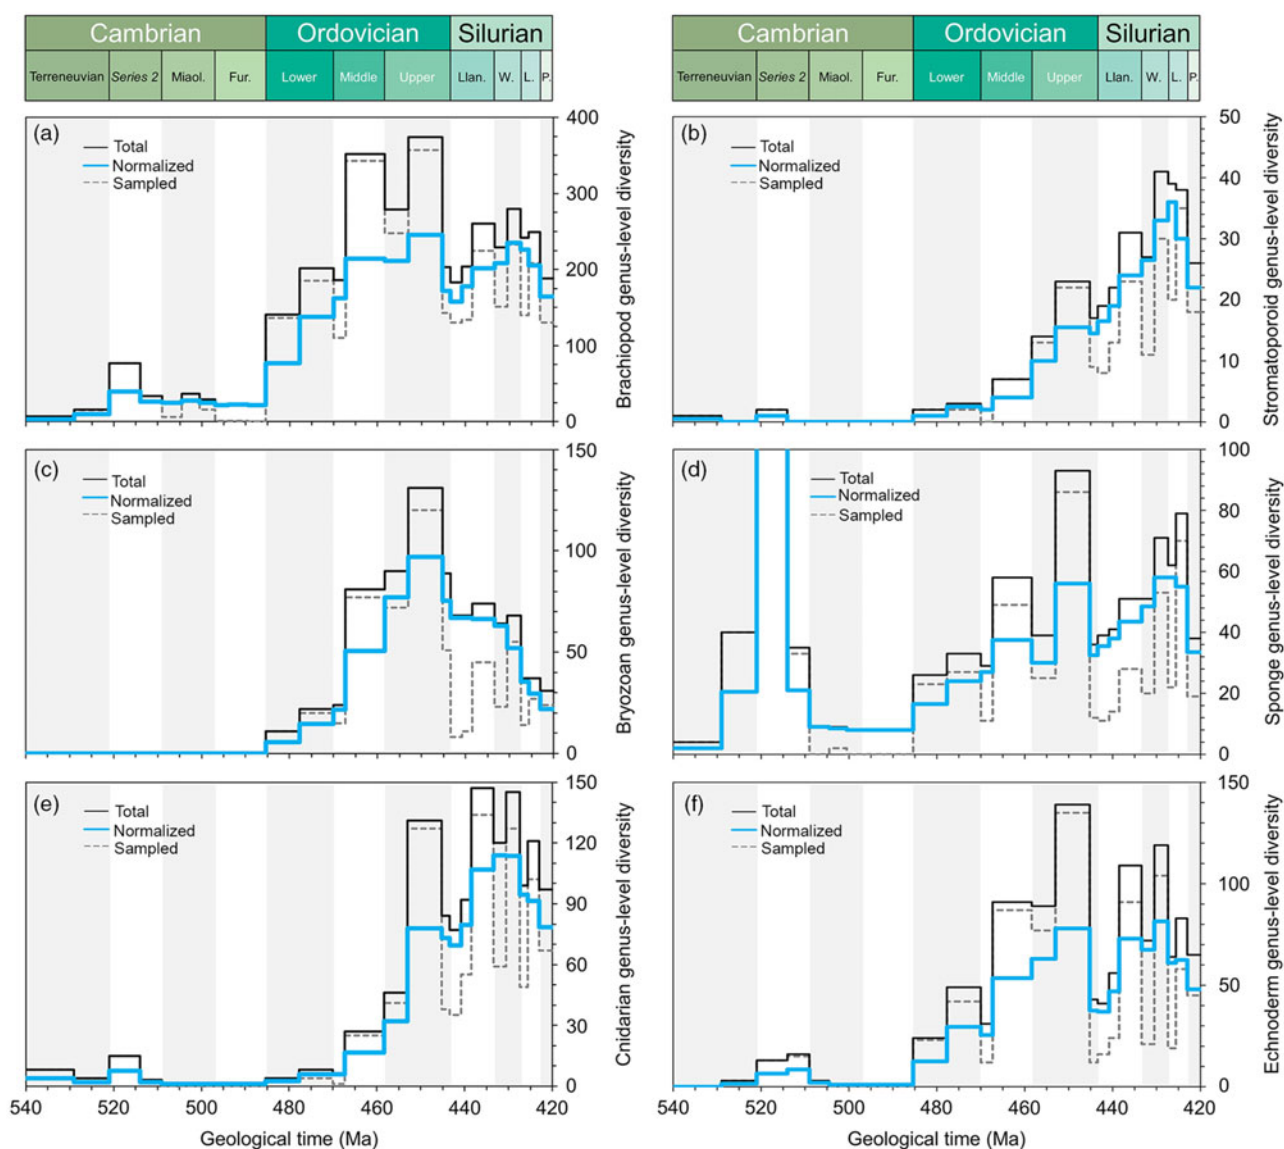 Cambrian Ordovician Silurian
Terreneuvian Series 2 Miaol. Fur. Lower Middle Upper Llan. W. L. P.
Cambrian Ordovician Silurian
Terreneuvian Series 2 Miaol. Fur. Lower Middle Upper Llan. W. L. P.
(a)
Total
Normalized
Sampled
400
300
200
100
0
Brachiopod genus-level diversity
(b)
Total
Normalized
Sampled
50
40
30
20
10
0
Stromatoporoid genus-level diversity
(c)
Total
Normalized
Sampled
150
100
50
0
Bryozoan genus-level diversity
(d)
Total
Normalized
Sampled
100
80
60
40
20
0
Sponge genus-level diversity
(e)
Total
Normalized
Sampled
150
120
90
60
30
0
Cnidarian genus-level diversity
540 520 500 480 460 440 420
Geological time (Ma)
(f)
Total
Normalized
Sampled
150
100
50
0
Echnoderm genus-level diversity
540 520 500 480 460 440 420
Geological time (Ma)